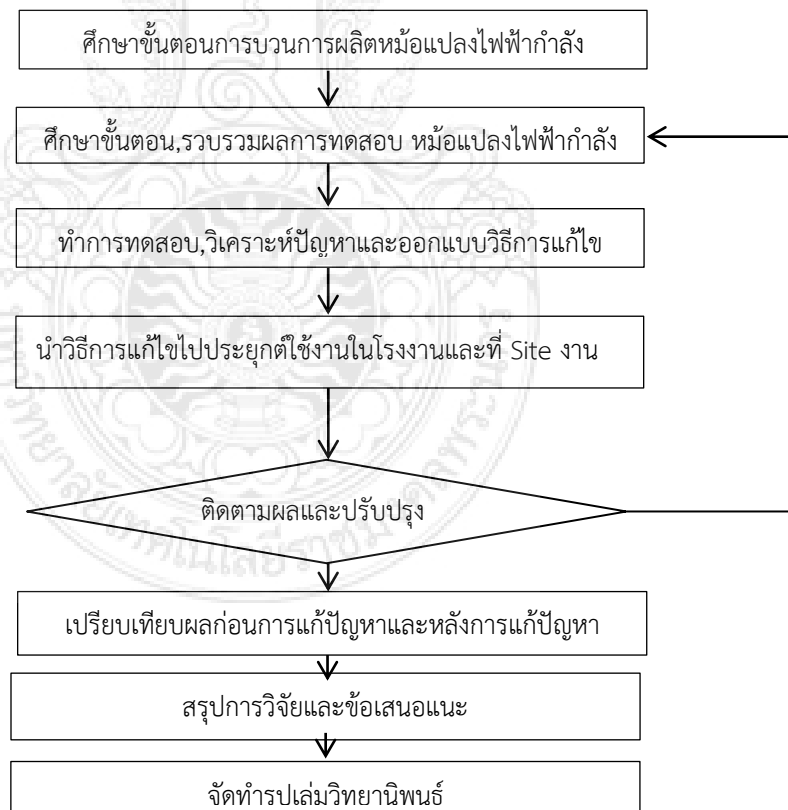 ศึกษาขั้นตอนการบวนการผลิตหม้อแปลงไฟฟ้ากำลัง
ศึกษาขั้นตอน,รวบรวมผลการทดสอบ หม้อแปลงไฟฟ้ากำลัง
ทำการทดสอบ,วิเคราะห์ปัญหาและออกแบบวิธีการแก้ไข
นำวิธีการแก้ไขไปประยุกต์ใช้งานในโรงงานและที่ Site งาน
ติดตามผลและปรับปรุง
เปรียบเทียบผลก่อนการแก้ปัญหาและหลังการแก้ปัญหา
สรุปการวิจัยและข้อเสนอแนะ
จัดทำรูปเล่มวิทยานิพนธ์